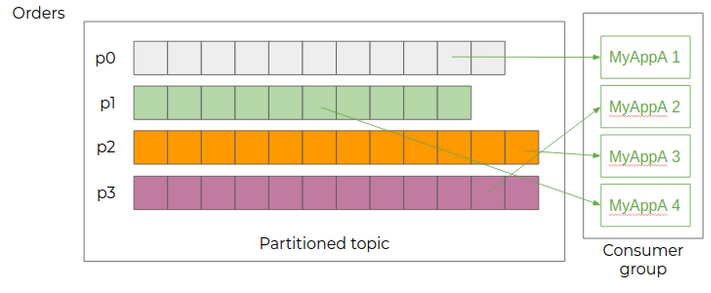 Orders
p0
p1
p2
p3
Partitioned topic
MyAppA 1
MyAppA 2
MyAppA 3
MyAppA 4
Consumer
group